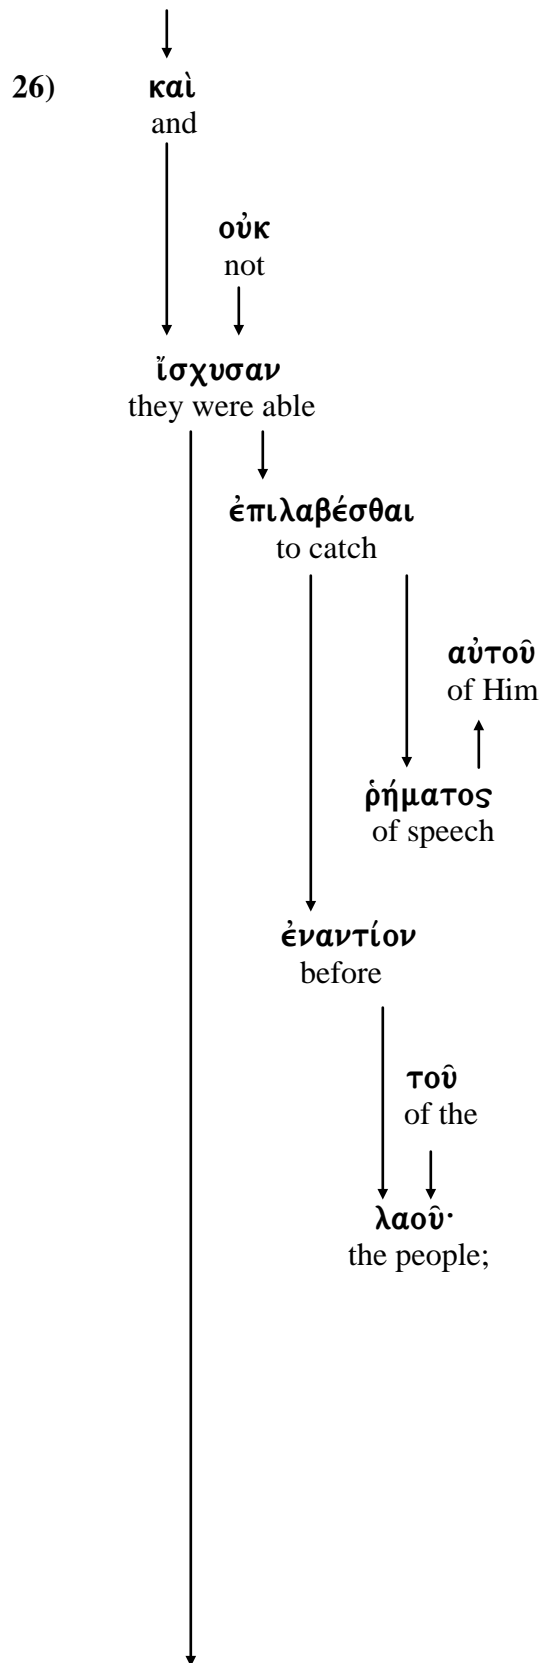 26) καὶ
and
οὐκ
not
ἴσχυσαν
they were able
ἐπιλαβέσθαι
to catch
αὐτοῦ
of Him
ῥήματος
of speech
ἐναντίον
before
τοῦ
of the
λαοῦ·
the people;